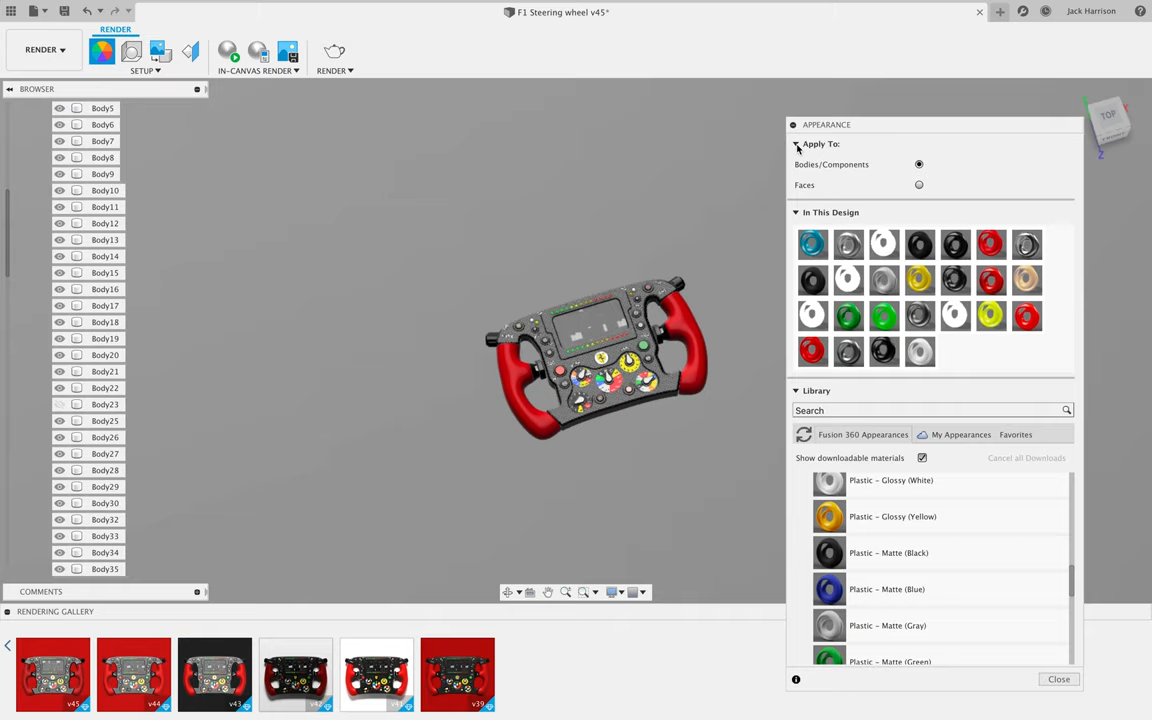 F1 Steering wheel v45*
Jack Harrison
RENDER
RENDER ▾
SETUP ▾
IN-CANVAS RENDER ▾
RENDER ▾
BROWSER
Body5
Body6
Body7
Body8
Body9
Body10
Body11
Body12
Body13
Body14
Body15
Body16
Body17
Body18
Body19
Body20
Body21
Body22
Body23
Body25
Body26
Body27
Body28
Body29
Body30
Body32
Body33
Body34
Body35
TOP
Z
APPEARANCE
Apply To:
Bodies/Components
Faces
In This Design
Library
Search
Fusion 360 Appearances
My Appearances
Favorites
Show downloadable materials
Cancel all Downloads
Plastic - Glossy (White)
Plastic - Glossy (Yellow)
Plastic - Matte (Black)
Plastic - Matte (Blue)
Plastic - Matte (Gray)
Plastic - Matte (Green)
Close
COMMENTS
RENDERING GALLERY
v45
v44
v43
v42
v39